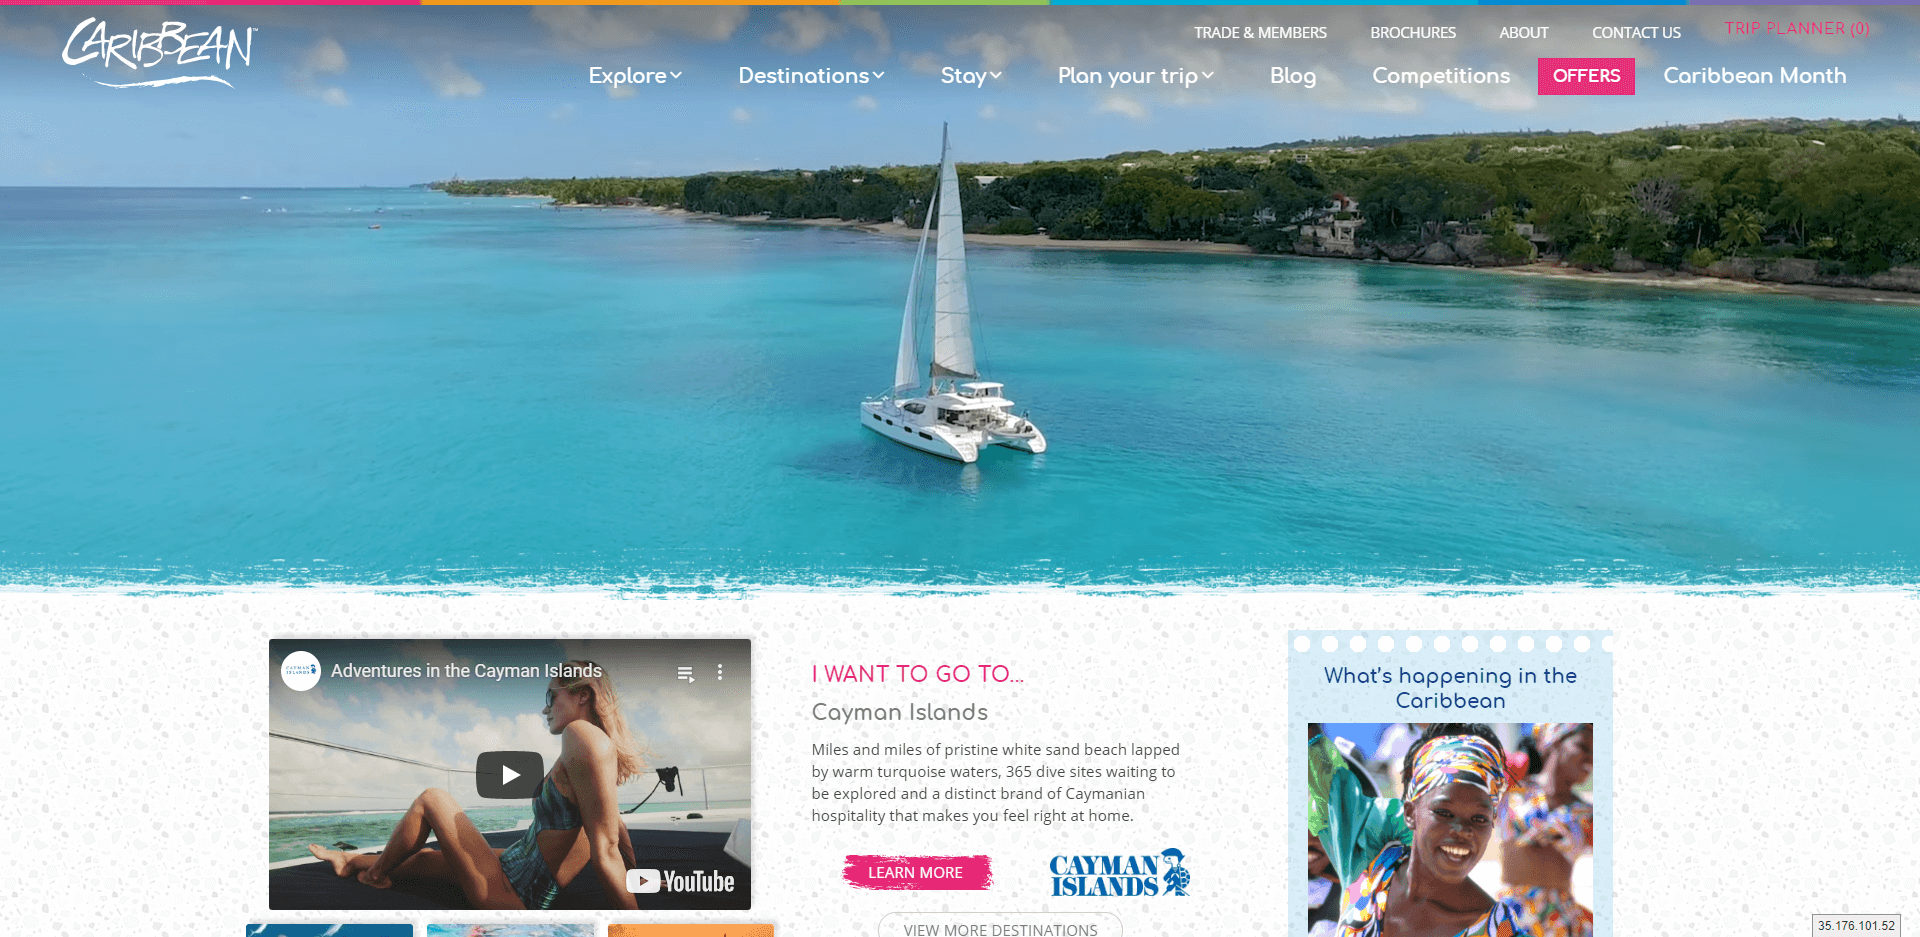 CARIBBEAN
TRADE & MEMBERS BROCHURES ABOUT CONTACT US TRIP PLANNER (0)
Explore Destinations Stay Plan your trip Blog Competitions OFFERS Caribbean Month
CAYMAN
ISLANDS
Adventures in the Cayman Islands
YouTube
I WANT TO GO TO...
Cayman Islands
Miles and miles of pristine white sand beach lapped
by warm turquoise waters, 365 dive sites waiting to
be explored and a distinct brand of Caymanian
hospitality that makes you feel right at home.
LEARN MORE
CAYMAN
ISLANDS
VIEW MORE DESTINATIONS
What's happening in the
Caribbean
35.176.101.52